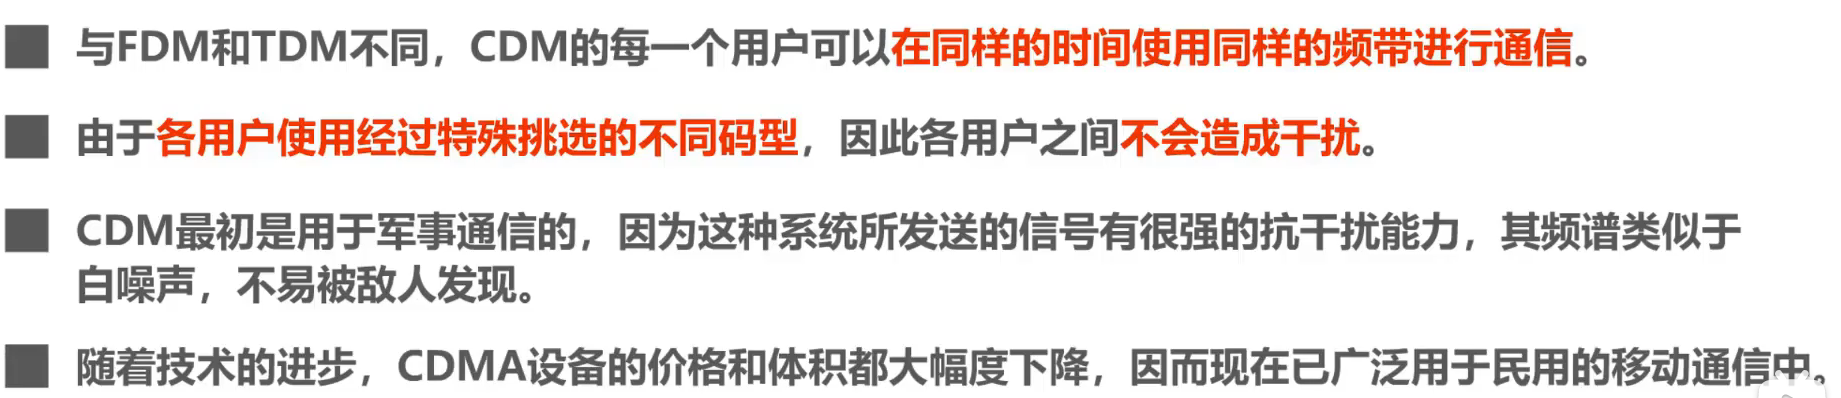 与FDM和TDM不同，CDM的每一个用户可以在同样的时间使用同样的频带进行通信。
由于各用户使用经过特殊挑选的不同码型，因此各用户之间不会造成干扰。
CDM最初是用于军事通信的，因为这种系统所发送的信号有很强的抗干扰能力，其频谱类似于
白噪声，不易被敌人发现。
随着技术的进步，CDMA设备的价格和体积都大幅度下降，因而现在已广泛用于民用的移动通信中。